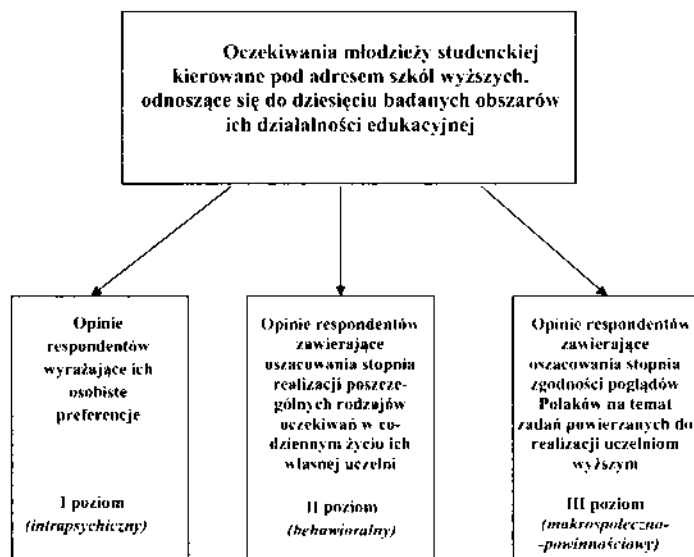 Oczekiwania młodzieży studenckiej
kierowane pod adresem szkół wyższych.
odnoszące się do dziesięciu badanych obszarów
ich działalności edukacyjnej
Opinie
respondentów
wyrażające ich
osobiste
preferencje
I poziom
(intrapsychiczny)
Opinie respondentów
zawierające
oszacowania stopnia
realizacji poszcze-
gólnych rodzajów
oczekiwań w co-
dziennym życiu ich
własnej uczelni
II poziom
(behawioralny)
Opinie respondentów
zawierające
oszacowania stopnia
zgodności poglądów
Polaków na temat
zadań powierzanych do
realizacji uczelniom
wyższym
III poziom
(makrospołeczno-
-powinnościowy)